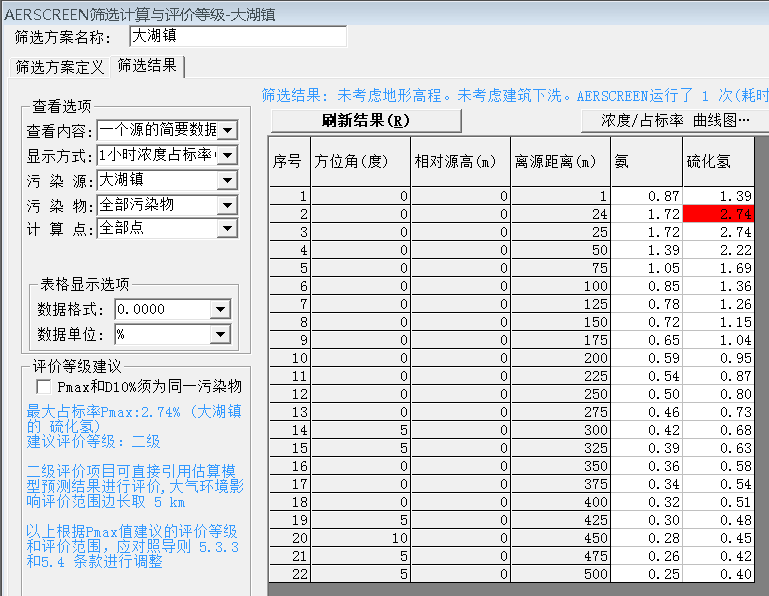 AERSCREEN筛选计算与评价等级-大湖镇
筛选方案名称: 大湖镇
筛选方案定义 筛选结果
筛选结果: 未考虑地形高程。未考虑建筑下洗。AERSCREEN运行了 1 次(耗时
刷新结果(R) 浓度/占标率 曲线图…
查看选项
查看内容: 一个源的简要数据
显示方式: 1小时浓度占标率
污 染 源: 大湖镇
污 染 物: 全部污染物
计 算 点: 全部点
表格显示选项
数据格式: 0.0000
数据单位: %
评价等级建议
Pmax和D10%须为同一污染物
最大占标率Pmax:2.74% (大湖镇
的 硫化氢)
建议评价等级: 二级
二级评价项目可直接引用估算模
型预测结果进行评价,大气环境影
响评价范围边长取 5 km
以上根据Pmax值建议的评价等级
和评价范围, 应对照导则 5.3.3
和5.4 条款进行调整
序号 方位角(度) 相对源高(m) 离源距离(m) 氨 硫化氢
1 0 0 1 0.87 1.39
2 0 0 24 1.72 2.74
3 0 0 25 1.72 2.74
4 0 0 50 1.39 2.22
5 0 0 75 1.05 1.69
6 0 0 100 0.85 1.36
7 0 0 125 0.78 1.26
8 0 0 150 0.72 1.15
9 0 0 175 0.65 1.04
10 0 0 200 0.59 0.95
11 0 0 225 0.54 0.87
12 0 0 250 0.50 0.80
13 0 0 275 0.46 0.73
14 5 0 300 0.42 0.68
15 5 0 325 0.39 0.63
16 0 0 350 0.36 0.58
17 0 0 375 0.34 0.54
18 0 0 400 0.32 0.51
19 5 0 425 0.30 0.48
20 10 0 450 0.28 0.45
21 5 0 475 0.26 0.42
22 5 0 500 0.25 0.40